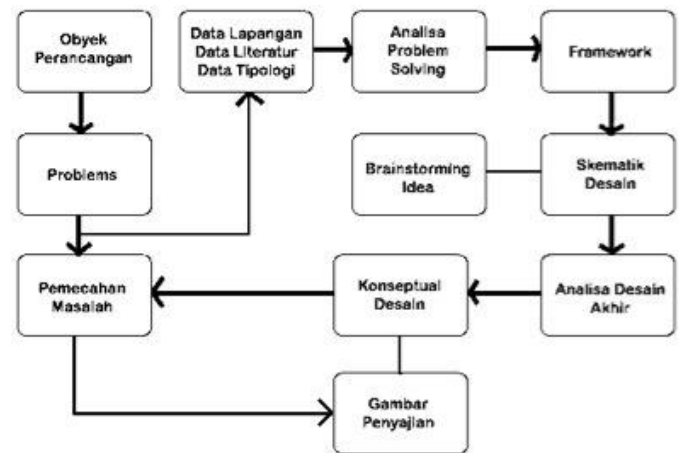 Obyek
Perancangan
Data Lapangan
Data Literatur
Data Tipologi
Analisa
Problem
Solving
Framework
Problems
Brainstorming
Idea
Skematik
Desain
Pemecahan
Masalah
Konseptual
Desain
Analisa Desain
Akhir
Gambar
Penyajian